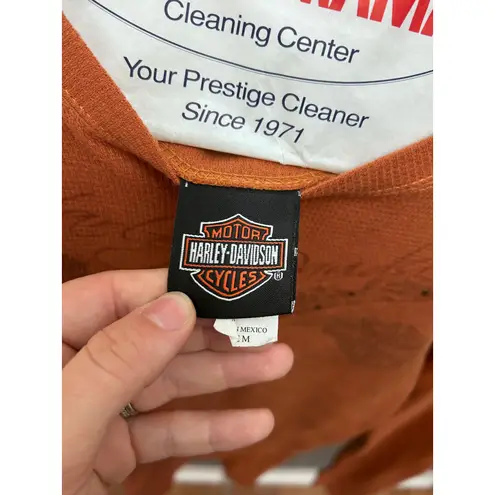 Cleaning Center
Your Prestige Cleaner
Since 1971
MOTOR
HARLEY-DAVIDSON
CYCLES
®
MEXICO
M